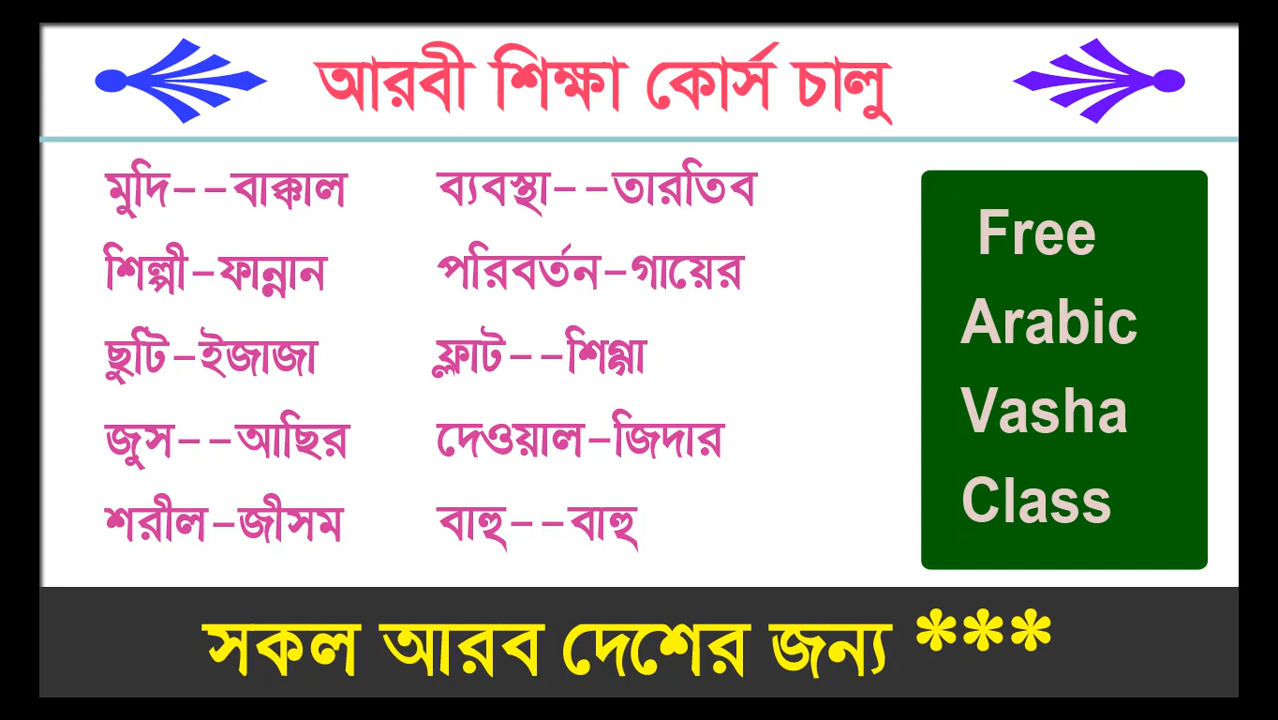 আরবী শিক্ষা কোর্স চালু
মুদি--বাক্কাল
শিল্পী-ফান্নান
ছুটি-ইজাজা
জুস--আছির
শরীল-জীসম
ব্যবস্থা--তারতিব
পরিবর্তন-গায়ের
ফ্লাট--শিগ্গা
দেওয়াল-জিদার
বাহু--বাহু
Free
Arabic
Vasha
Class
সকল আরব দেশের জন্য ***